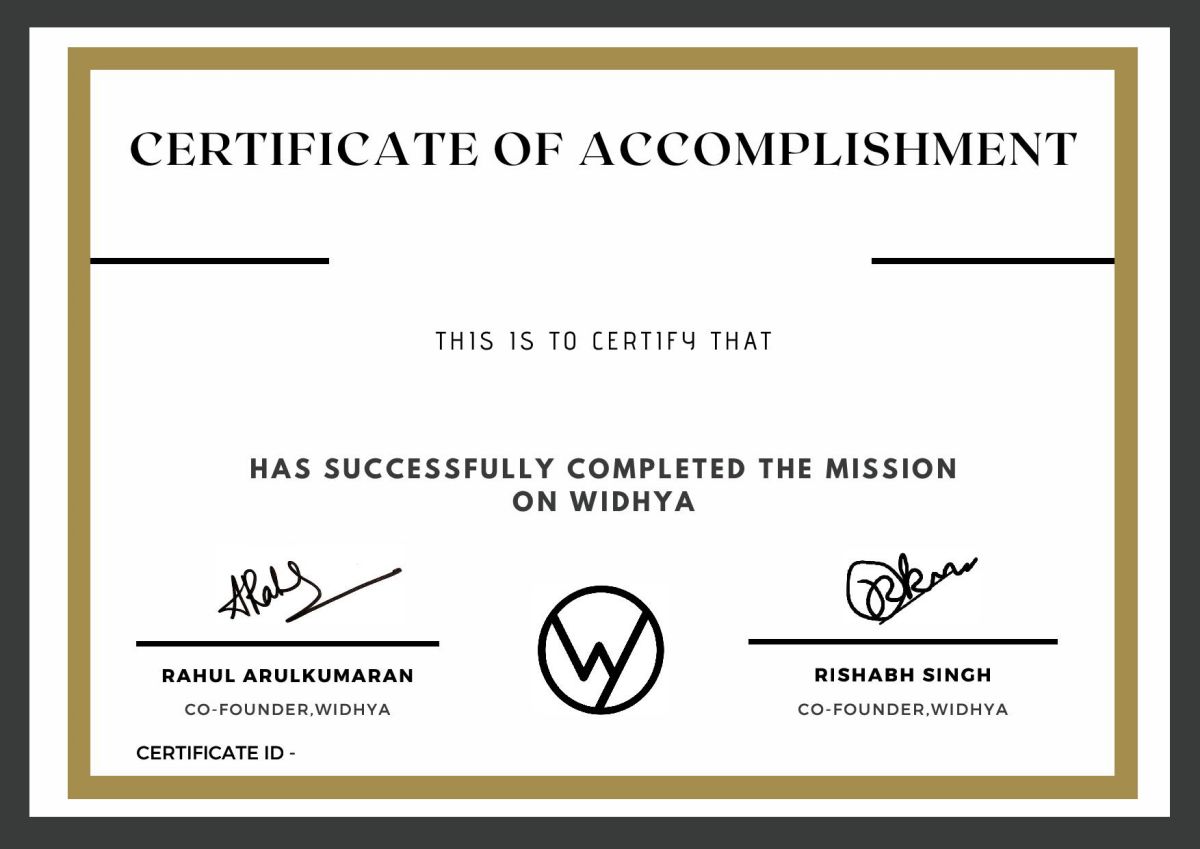 CERTIFICATE OF ACCOMPLISHMENT
THIS IS TO CERTIFY THAT
HAS SUCCESSFULLY COMPLETED THE MISSION
ON WIDHYA
RAHUL ARULKUMARAN
CO-FOUNDER,WIDHYA
RISHABH SINGH
CO-FOUNDER,WIDHYA
CERTIFICATE ID -